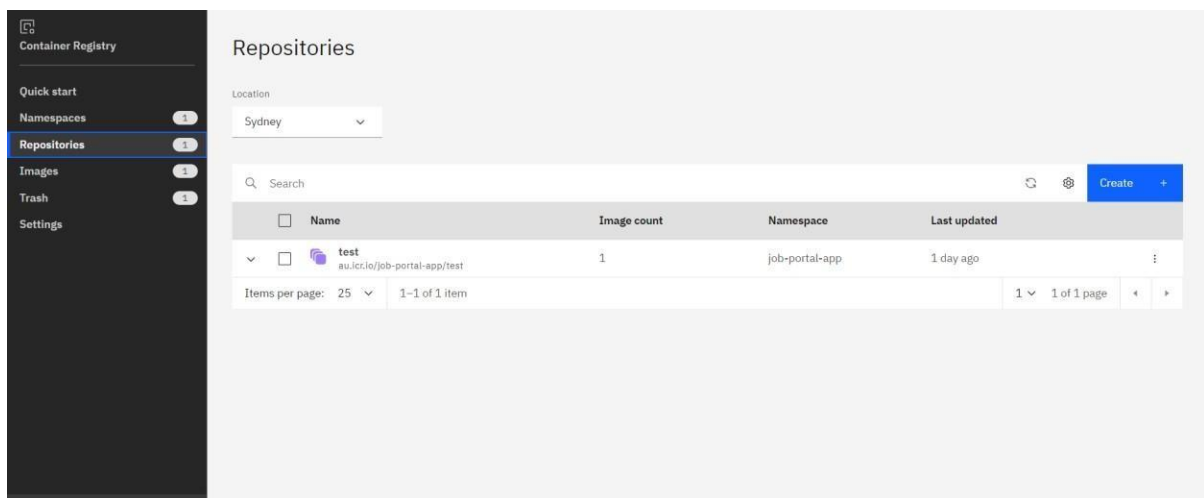 Container Registry
Quick start
Namespaces 1
Repositories 1
Images 1
Trash 1
Settings
Repositories
Location
Sydney
Search
Create +
Name Image count Namespace Last updated
test
au.icr.io/job-portal-app/test 1 job-portal-app 1 day ago
Items per page: 25 1–1 of 1 item 1 1 of 1 page